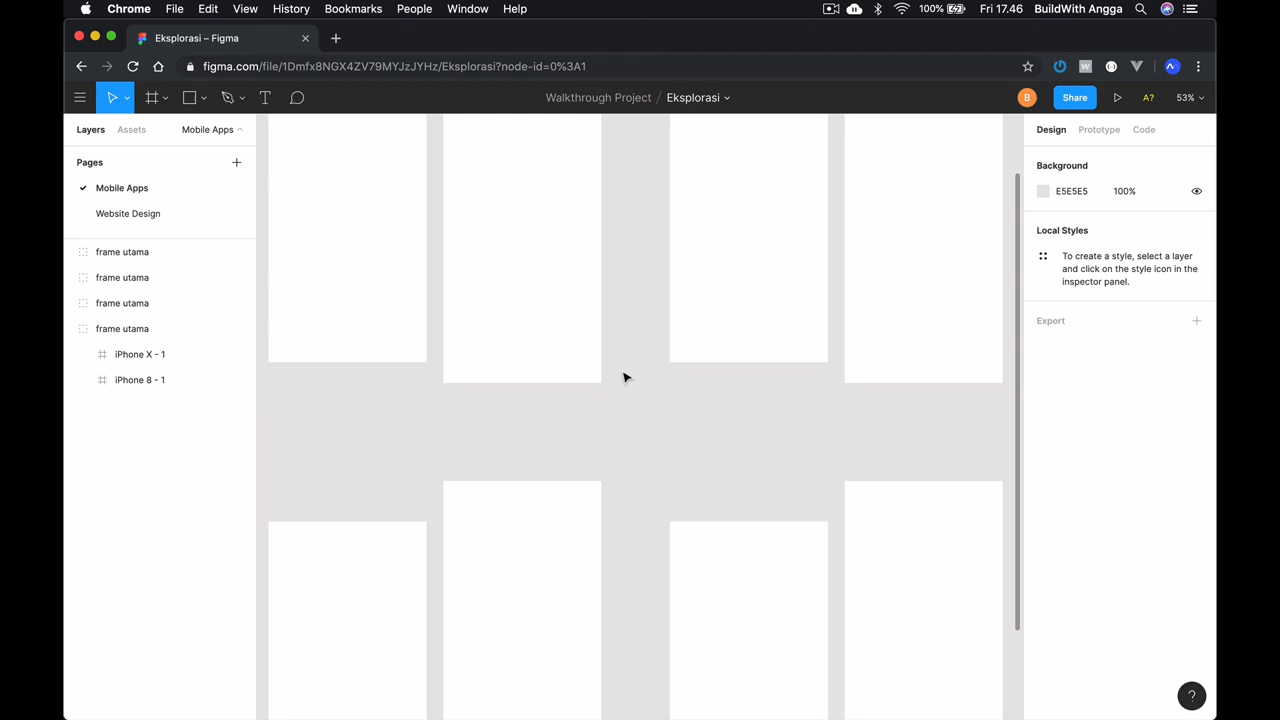 Chrome File Edit View History Bookmarks People Window Help 100% Fri 17.46 BuildWith Angga
Eksplorasi – Figma
figma.com/file/1Dmfx8NGX4ZV79MYJzJYHz/Eksplorasi?node-id=0%3A1
Walkthrough Project / Eksplorasi B Share A? 53%
Layers Assets Mobile Apps
Pages
Mobile Apps
Website Design
frame utama
frame utama
frame utama
frame utama
iPhone X - 1
iPhone 8 - 1
Design Prototype Code
Background
E5E5E5 100%
Local Styles
To create a style, select a layer
and click on the style icon in the
inspector panel.
Export
?